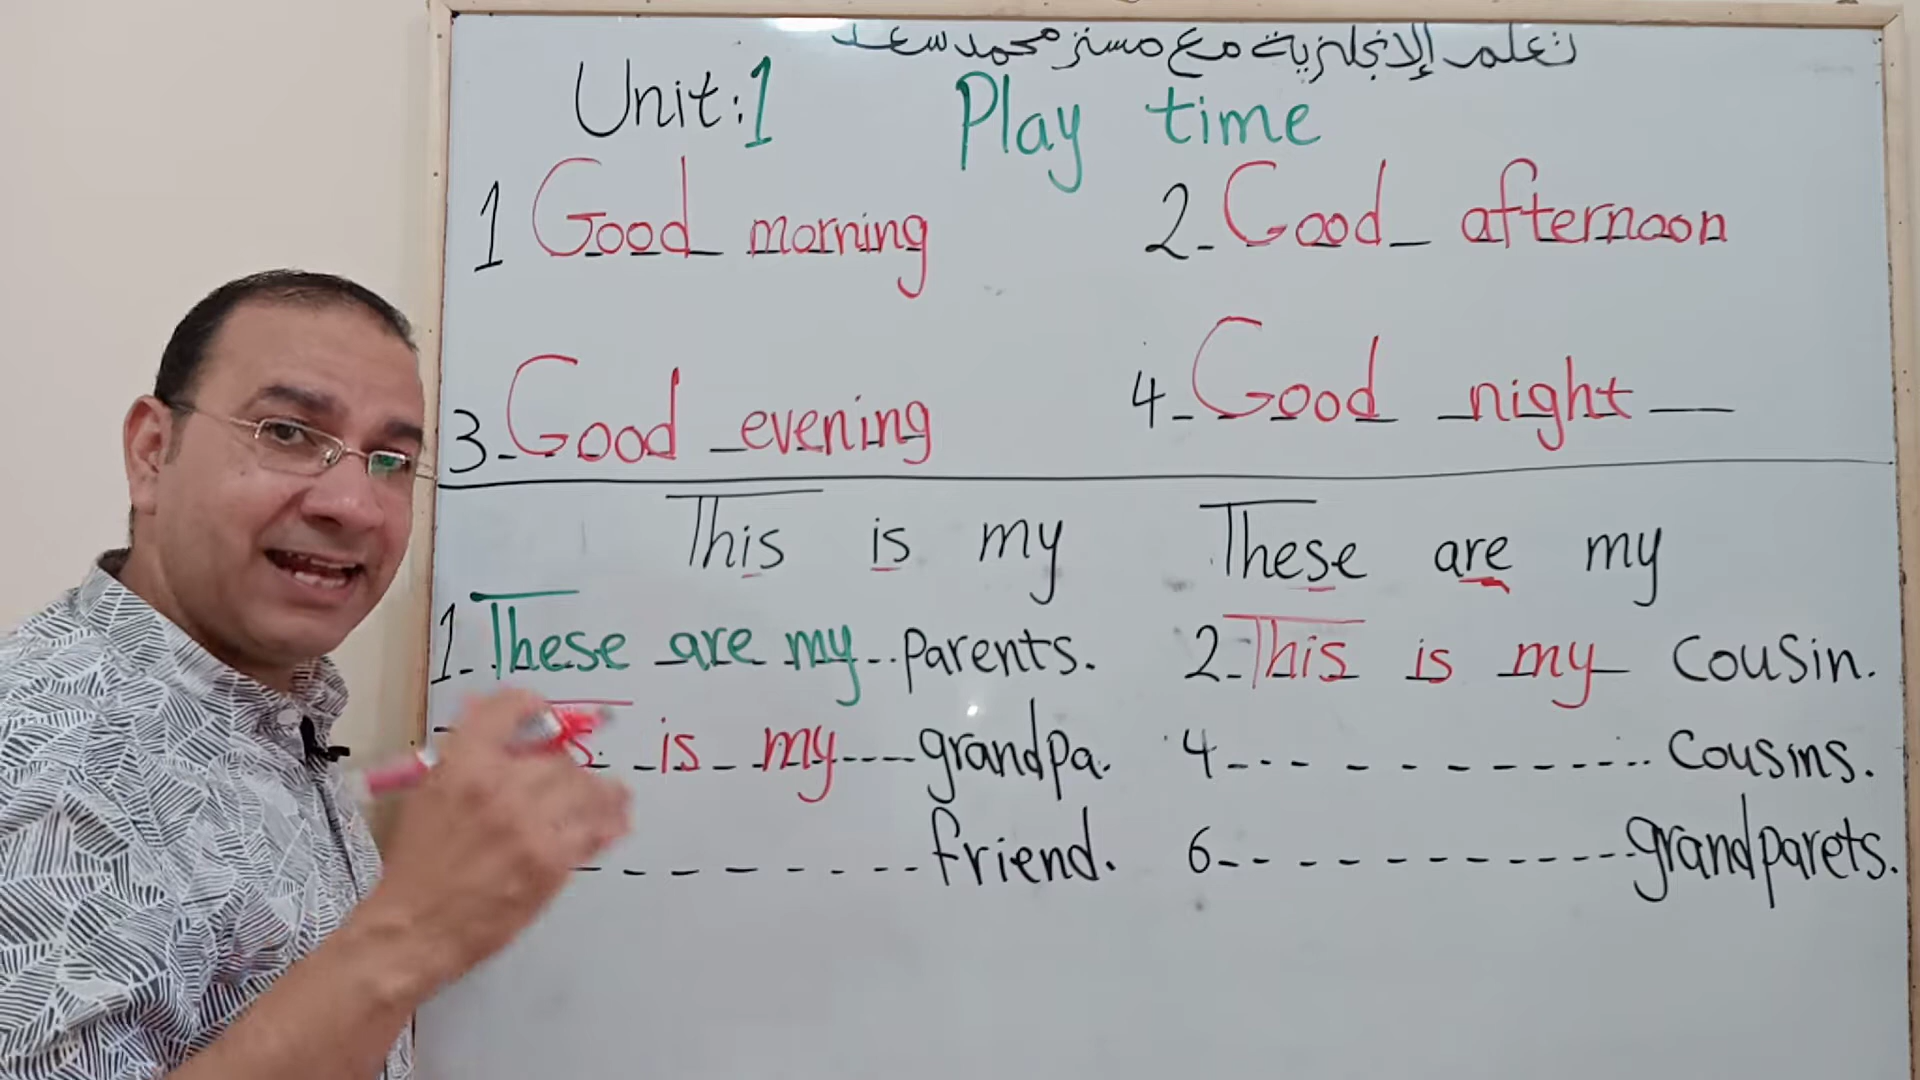 تعلم الإنجلزية مع مستر محمد سعد
Unit:1 Play time
1 Good morning 2- Good afternoon
3- Good evening 4- Good night
This is my These are my
1- These are my parents. 2- This is my cousin.
is my grandpa. 4 Cousins.
friend. 6 grandparets.